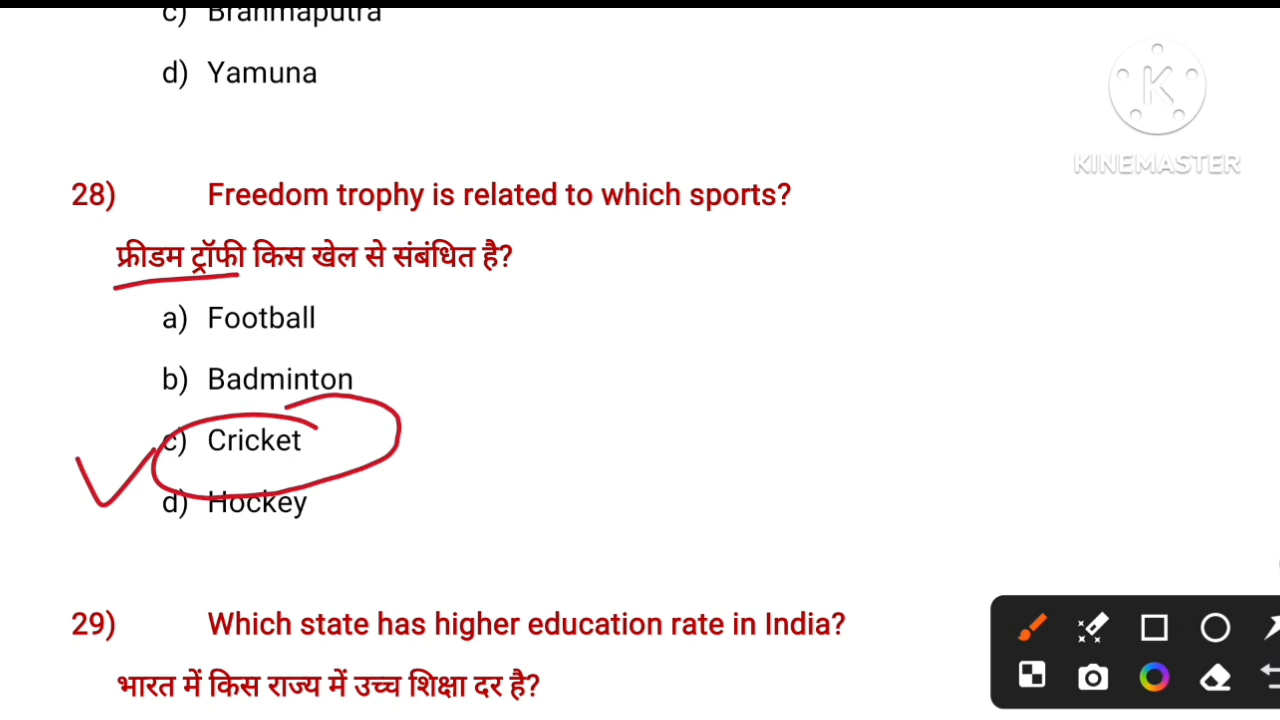 c) Brahmaputra
d) Yamuna
K
KINEMASTER
28) Freedom trophy is related to which sports?
फ्रीडम ट्रॉफी किस खेल से संबंधित है?
a) Football
b) Badminton
c) Cricket
d) Hockey
29) Which state has higher education rate in India?
भारत में किस राज्य में उच्च शिक्षा दर है?